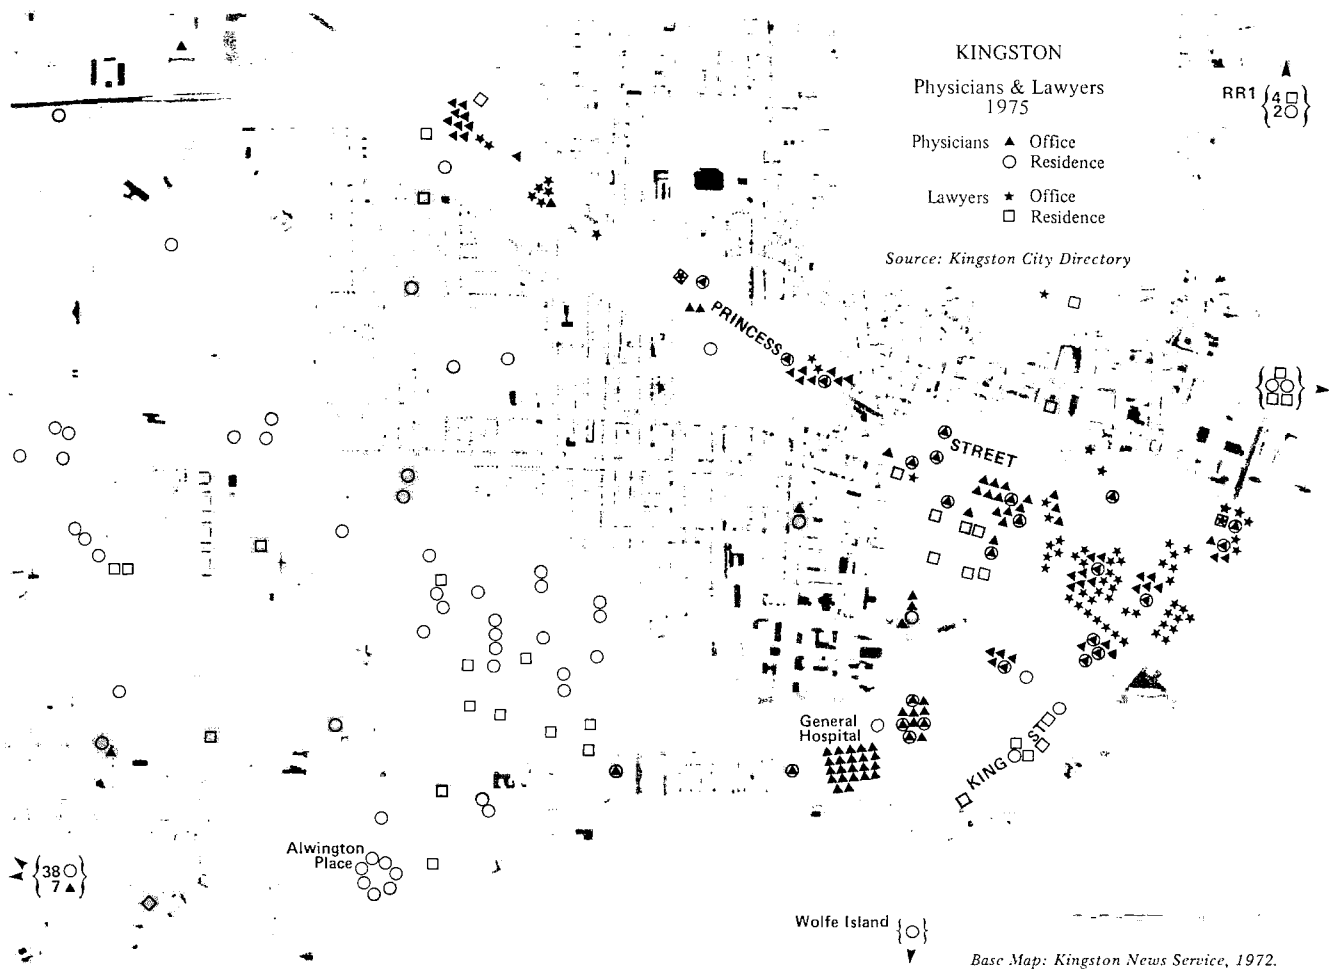 KINGSTON
Physicians & Lawyers
1975
Physicians ▲ Office
○ Residence
Lawyers ★ Office
□ Residence
Source: Kingston City Directory
RR1 {4 □
2 ○}
PRINCESS
STREET
General
Hospital
KING ST
Alwington
Place
{38 ○
7 ▲}
Wolfe Island {○}
Base Map: Kingston News Service, 1972.